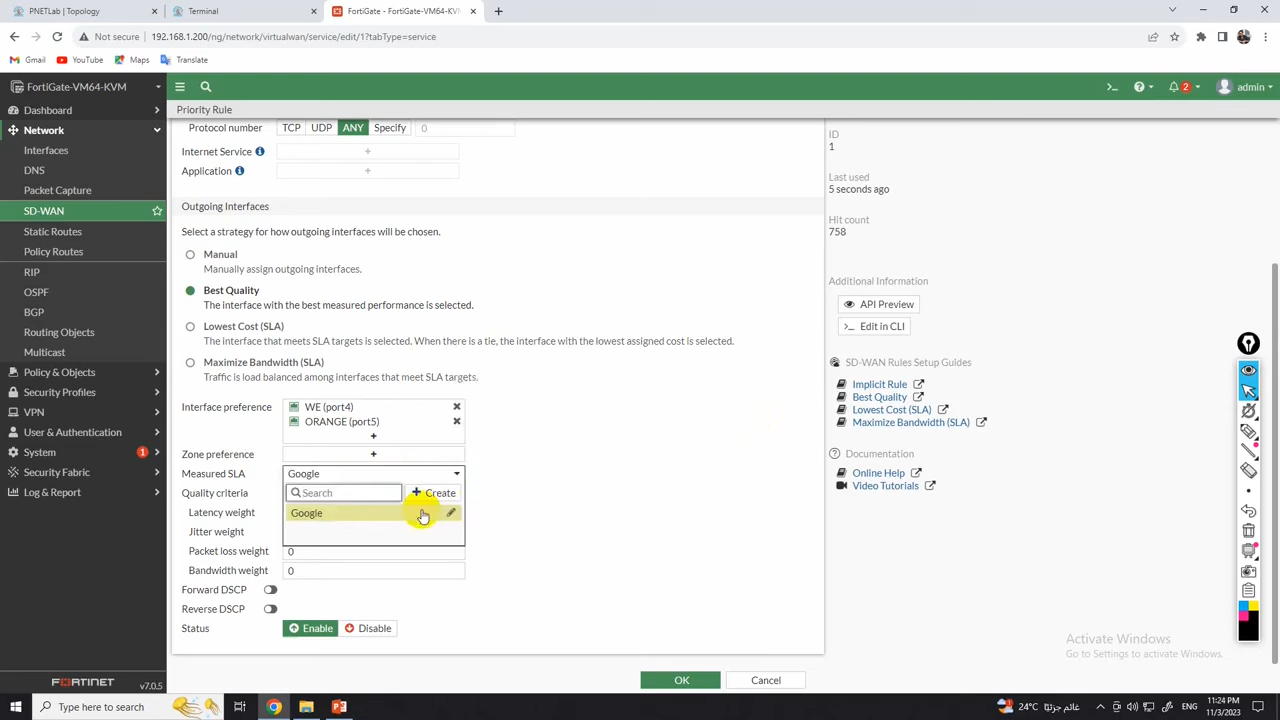 PNETLab | Topology
Terminal
FortiGate - FortiGate-VM64-KVM
Not secure
192.168.1.200/ng/network/virtualwan/service/edit/1?tabType=service
Gmail
YouTube
Maps
Translate
FortiGate-VM64-KVM
2
admin
Dashboard
Network
Interfaces
DNS
Packet Capture
SD-WAN
Static Routes
Policy Routes
RIP
OSPF
BGP
Routing Objects
Multicast
Policy & Objects
Security Profiles
VPN
User & Authentication
System
1
Security Fabric
Log & Report
FORTINET
v7.0.5
Priority Rule
Protocol number
TCP
UDP
ANY
Specify
0
Internet Service
+
Application
+
Outgoing Interfaces
Select a strategy for how outgoing interfaces will be chosen.
Manual
Manually assign outgoing interfaces.
Best Quality
The interface with the best measured performance is selected.
Lowest Cost (SLA)
The interface that meets SLA targets is selected. When there is a tie, the interface with the lowest assigned cost is selected.
Maximize Bandwidth (SLA)
Traffic is load balanced among interfaces that meet SLA targets.
Interface preference
WE (port4)
ORANGE (port5)
+
Zone preference
+
Measured SLA
Google
Quality criteria
Search
+ Create
Latency weight
Google
Jitter weight
Packet loss weight
0
Bandwidth weight
0
Forward DSCP
Reverse DSCP
Status
Enable
Disable
OK
Cancel
ID
1
Last used
5 seconds ago
Hit count
758
Additional Information
API Preview
>_ Edit in CLI
SD-WAN Rules Setup Guides
Implicit Rule
Best Quality
Lowest Cost (SLA)
Maximize Bandwidth (SLA)
Documentation
Online Help
Video Tutorials
Activate Windows
Go to Settings to activate Windows.
Type here to search
24°C غائم جزئيا
ENG
11:24 PM
11/3/2023